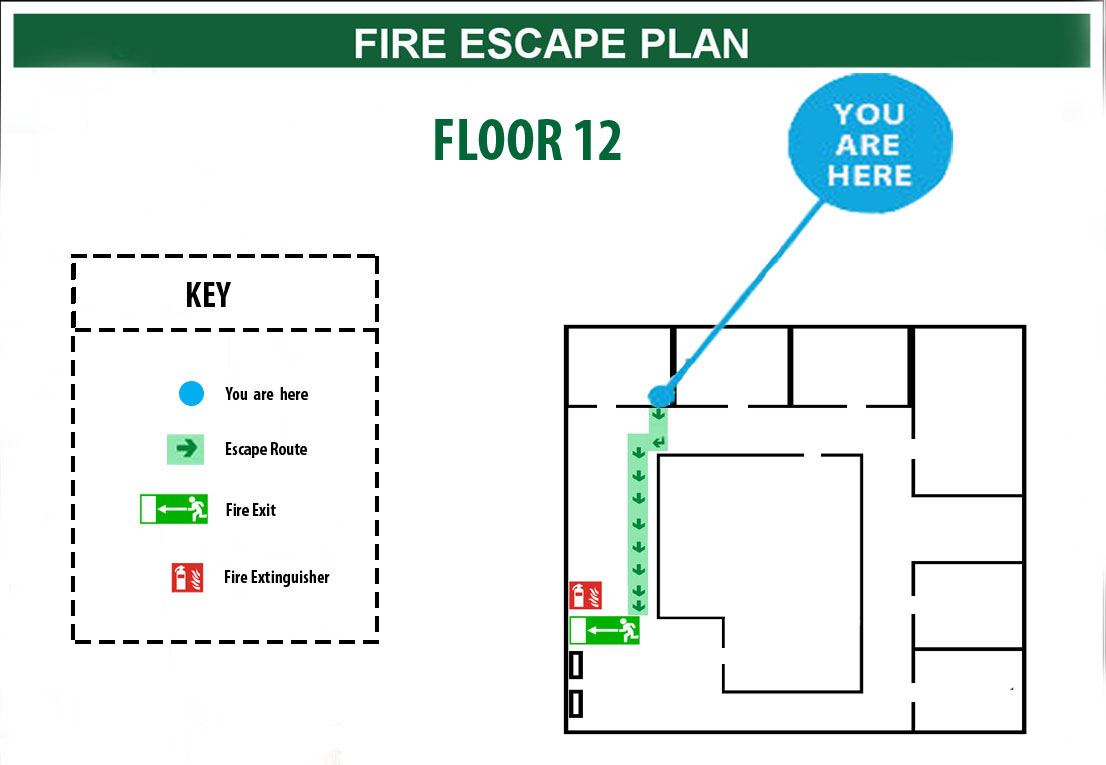 FIRE ESCAPE PLAN
FLOOR 12
YOU
ARE
HERE
KEY
You are here
Escape Route
Fire Exit
Fire Extinguisher